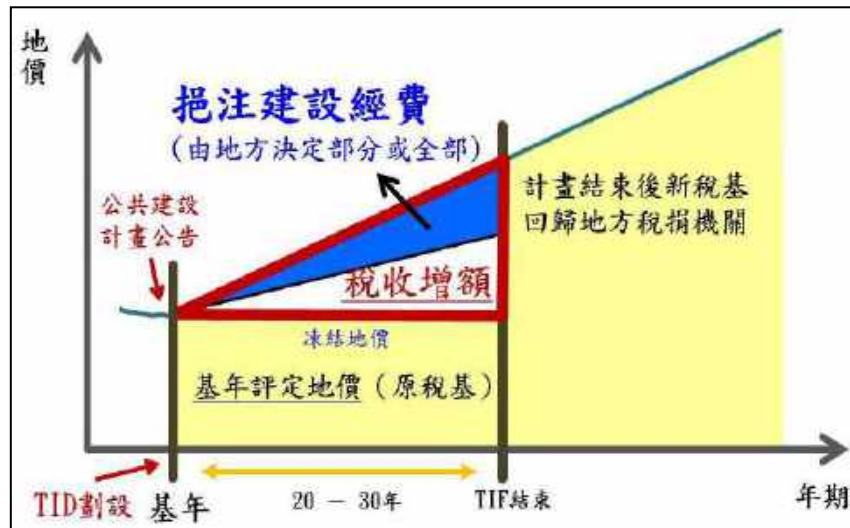 地
價
挹注建設經費
(由地方決定部分或全部)
公共建設
計畫公告
計畫結束後新稅基
回歸地方稅捐機關
稅收增額
凍結地價
基年評定地價（原稅基）
TID劃設 基年
20 － 30年
TIF結束
年期